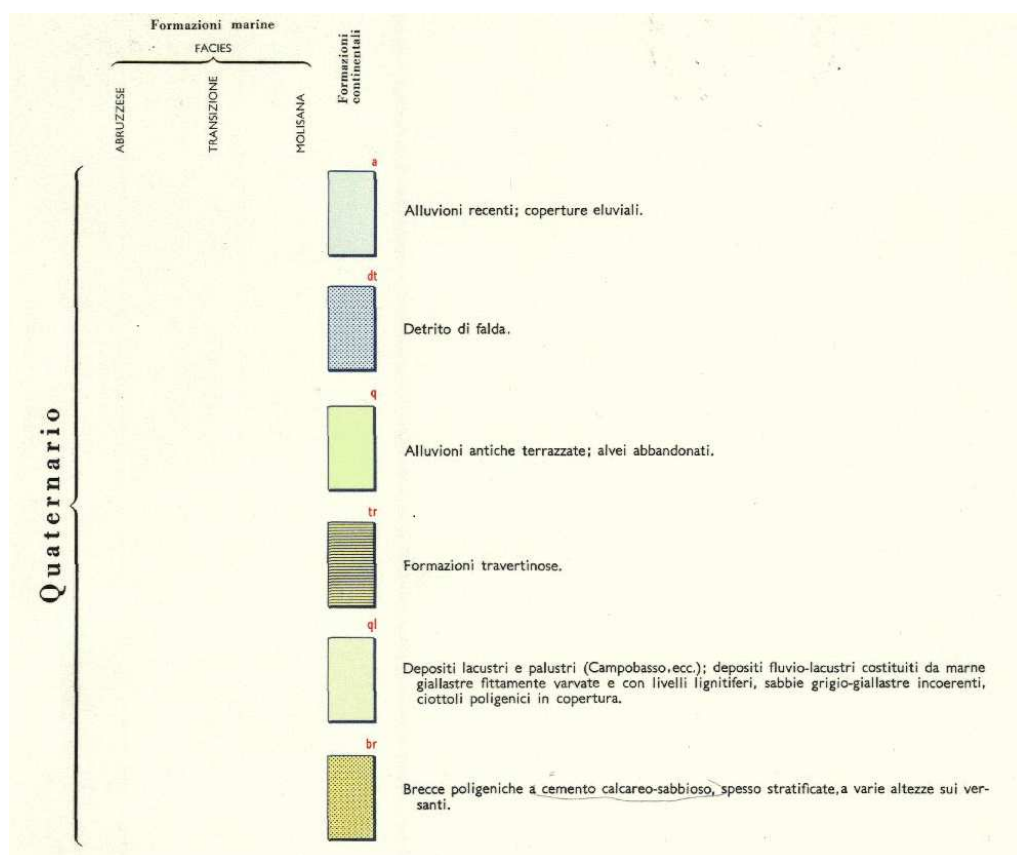 Formazioni marine
FACIES
ABRUZZESE
TRANSIZIONE
MOLISANA
Formazioni
continentali
Quaternario
a
Alluvioni recenti; coperture eluviali.
dt
Detrito di falda.
q
Alluvioni antiche terrazzate; alvei abbandonati.
tr
Formazioni travertinose.
ql
Depositi lacustri e palustri (Campobasso, ecc.); depositi fluvio-lacustri costituiti da marne
giallastre fittamente varvate e con livelli lignitiferi, sabbie grigio-giallastre incoerenti,
ciottoli poligenici in copertura.
br
Brecce poligeniche a cemento calcareo-sabbioso, spesso stratificate, a varie altezze sui ver-
santi.